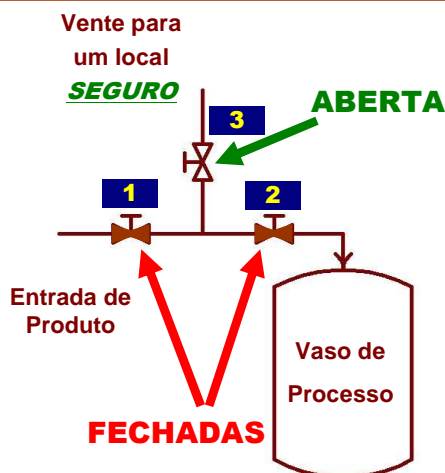 Vente para
um local
SEGURO
3
ABERTA
1
2
Entrada de
Produto
Vaso de
Processo
FECHADAS